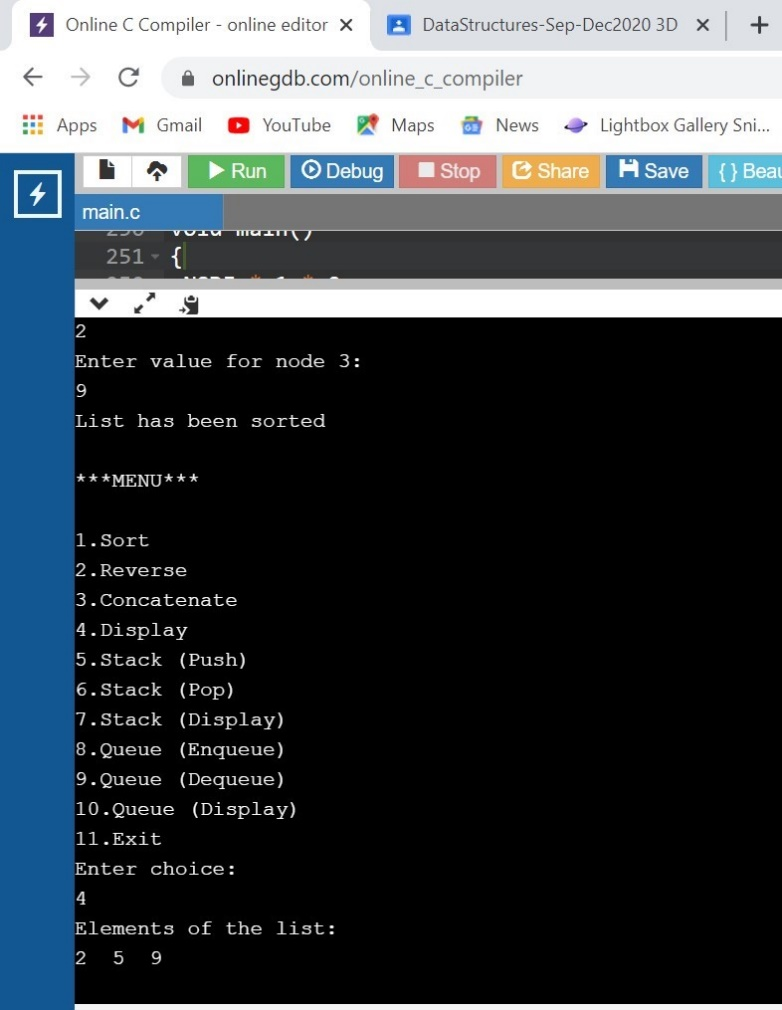 Online C Compiler - online editor
DataStructures-Sep-Dec2020 3D
onlinegdb.com/online_c_compiler
Apps Gmail YouTube Maps News Lightbox Gallery Sni...
Run Debug Stop Share Save {} Beau
main.c
void main()
251 {
2
Enter value for node 3:
9
List has been sorted
***MENU***
1.Sort
2.Reverse
3.Concatenate
4.Display
5.Stack (Push)
6.Stack (Pop)
7.Stack (Display)
8.Queue (Enqueue)
9.Queue (Dequeue)
10.Queue (Display)
11.Exit
Enter choice:
4
Elements of the list:
2 5 9